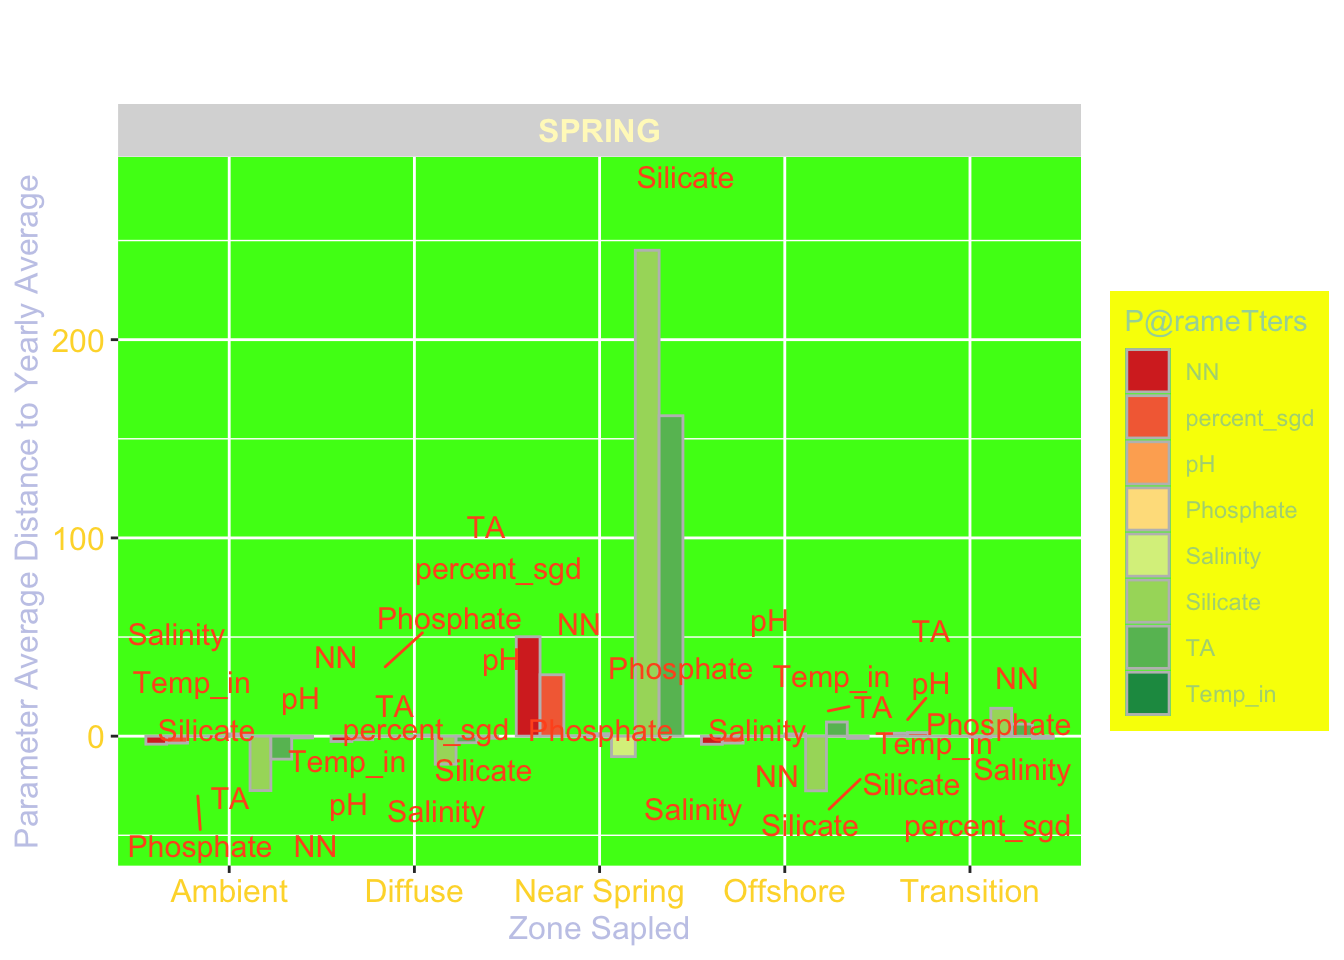 SPRING
Silicate
Parameter Average Distance to Yearly Average
200
100
0
TA
percent_sgd
Phosphate
NN
pH
Salinity
TA
NN
pH
Phosphate
Temp_in
Temp_in
pH
NN
pH
TA
TA
Silicate
percent_sgd
Phosphate
Salinity
Phosphate
Temp_in
Temp_in
Silicate
NN
Salinity
Silicate
TA
pH
Salinity
Salinity
Silicate
percent_sgd
Phosphate
NN
Ambient
Diffuse
Near Spring
Offshore
Transition
Zone Sapled
P@rameTters
NN
percent_sgd
pH
Phosphate
Salinity
Silicate
TA
Temp_in